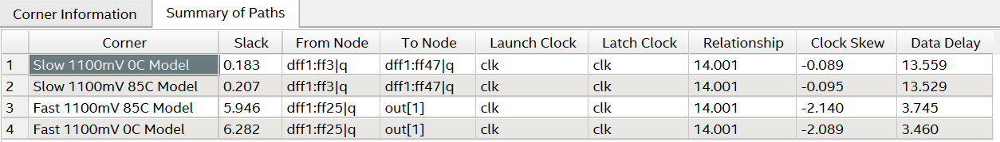 Corner Information Summary of Paths
Corner Slack From Node To Node Launch Clock Latch Clock Relationship Clock Skew Data Delay
1 Slow 1100mV 0C Model 0.183 dff1:ff3|q dff1:ff47|q clk clk 14.001 -0.089 13.559
2 Slow 1100mV 85C Model 0.207 dff1:ff3|q dff1:ff47|q clk clk 14.001 -0.095 13.529
3 Fast 1100mV 85C Model 5.946 dff1:ff25|q out[1] clk clk 14.001 -2.140 3.745
4 Fast 1100mV 0C Model 6.282 dff1:ff25|q out[1] clk clk 14.001 -2.089 3.460